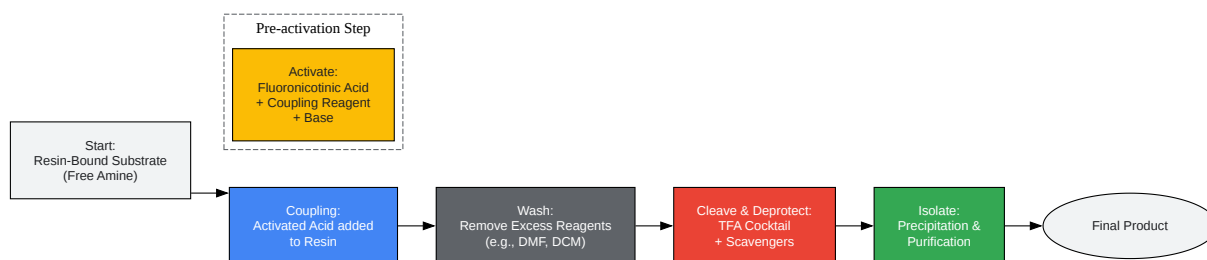 Pre-activation Step
Activate:
Fluoronicotinic Acid
+ Coupling Reagent
+ Base
Start:
Resin-Bound Substrate
(Free Amine)
Coupling:
Activated Acid added
to Resin
Wash:
Remove Excess Reagents
(e.g., DMF, DCM)
Cleave & Deprotect:
TFA Cocktail
+ Scavengers
Isolate:
Precipitation &
Purification
Final Product